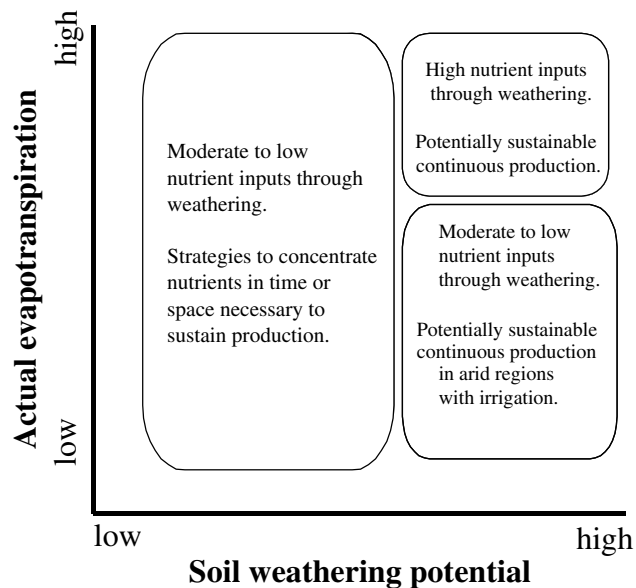 Actual evapotranspiration
high
low
Moderate to low
nutrient inputs through
weathering.
Strategies to concentrate
nutrients in time or
space necessary to
sustain production.
High nutrient inputs
through weathering.
Potentially sustainable
continuous production.
Moderate to low
nutrient inputs
through weathering.
Potentially sustainable
continuous production
in arid regions
with irrigation.
low
high
Soil weathering potential